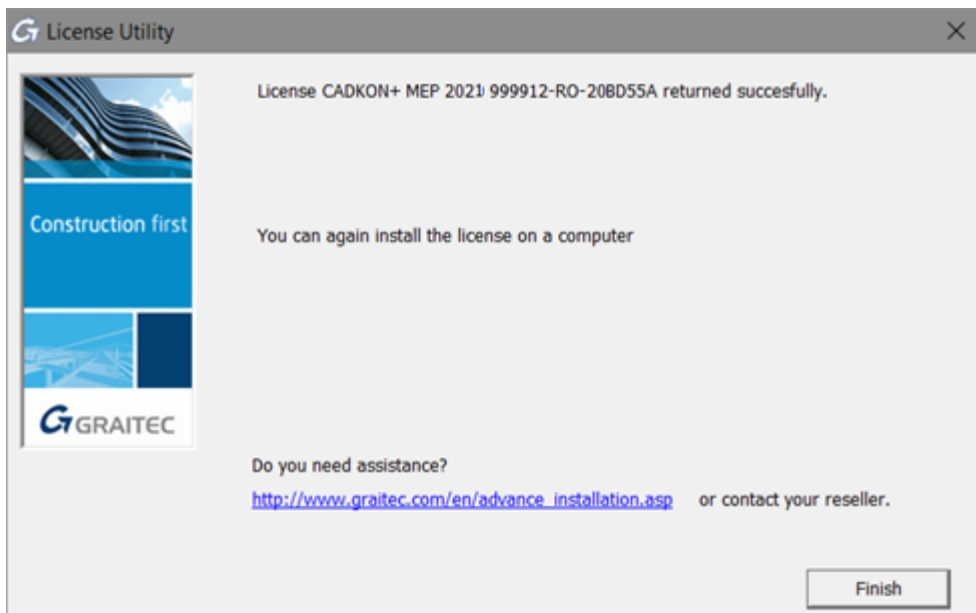 License Utility
License CADKON+ MEP 2021 999912-RO-20BD55A returned succesfully.
Construction first
You can again install the license on a computer
GRAITEC
Do you need assistance?
http://www.graitec.com/en/advance_installation.asp or contact your reseller.
Finish